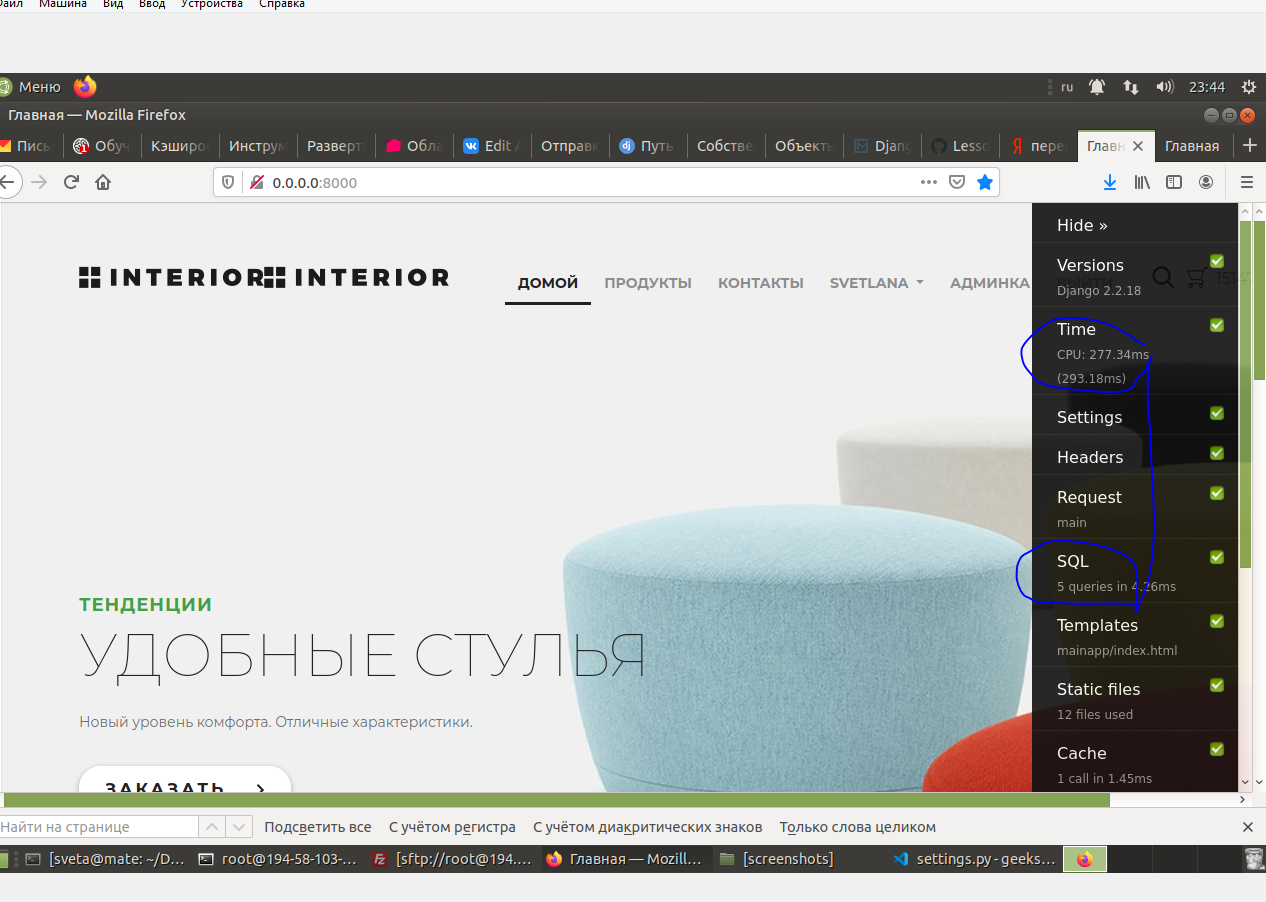 Файл Машина Вид Ввод Устройства Справка
Меню
ru 23:44
Главная — Mozilla Firefox
Пись Обуч Кэширо Инструм Разверт Обла Edit Отправк Путь Собстве Объекты Djang Lesso пере Главн Главная
0.0.0.0:8000
INTERIOR INTERIOR
ДОМОЙ ПРОДУКТЫ КОНТАКТЫ SVETLANA АДМИНКА
Hide »
Versions
Django 2.2.18
Time
CPU: 277.34ms
(293.18ms)
Settings
Headers
Request
main
SQL
5 queries in 4.26ms
Templates
mainapp/index.html
Static files
12 files used
Cache
1 call in 1.45ms
ТЕНДЕНЦИИ
УДОБНЫЕ СТУЛЬЯ
Новый уровень комфорта. Отличные характеристики.
ЗАКАЗАТЬ
Найти на странице Подсветить все С учётом регистра С учётом диакритических знаков Только слова целиком
[sveta@mate: ~/D... root@194-58-103-... [sftp://root@194.... Главная — Mozill... [screenshots] settings.py - geeks...